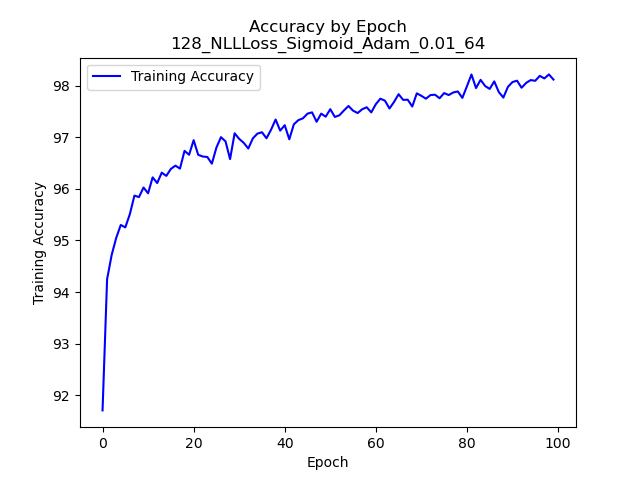 Accuracy by Epoch
128_NLLLoss_Sigmoid_Adam_0.01_64
Training Accuracy
98
97
96
95
94
93
92
Training Accuracy
0 20 40 60 80 100
Epoch